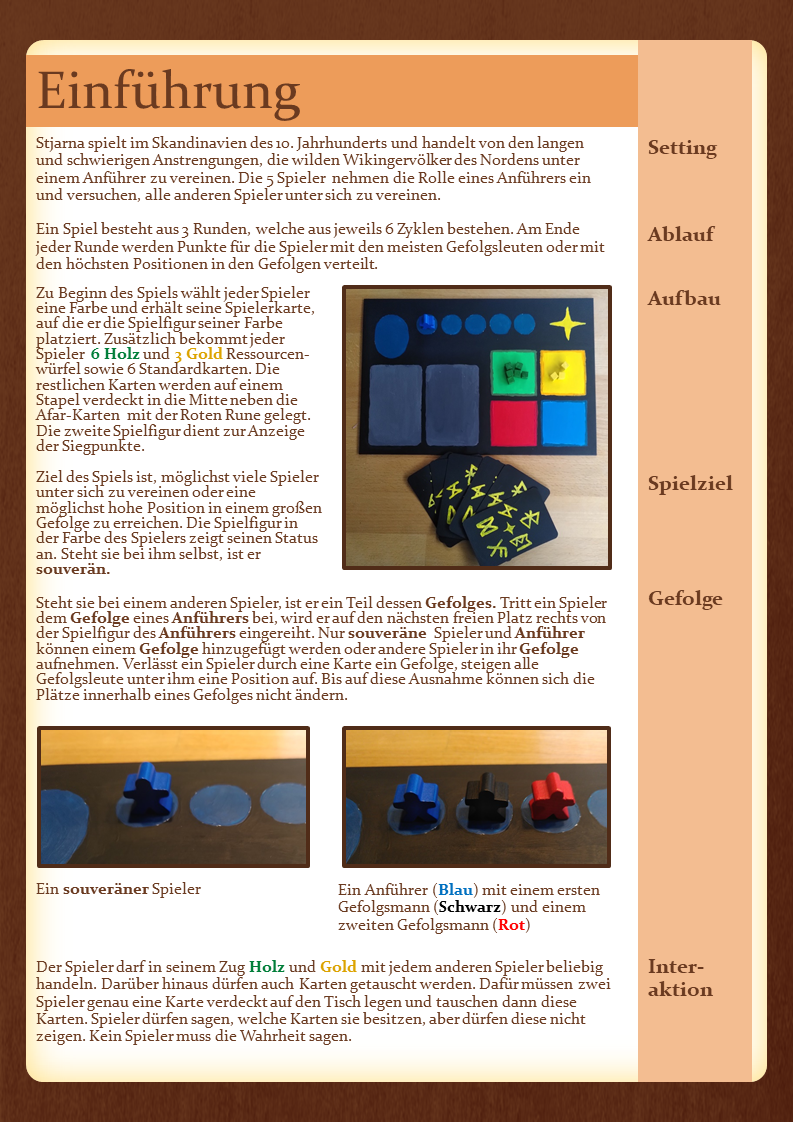 Einführung
Stjarna spielt im Skandinavien des 10. Jahrhunderts und handelt von den langen
und schwierigen Anstrengungen, die wilden Wikingervölker des Nordens unter
einem Anführer zu vereinen. Die 5 Spieler nehmen die Rolle eines Anführers ein
und versuchen, alle anderen Spieler unter sich zu vereinen.
Setting
Ein Spiel besteht aus 3 Runden, welche aus jeweils 6 Zyklen bestehen. Am Ende
jeder Runde werden Punkte für die Spieler mit den meisten Gefolgsleuten oder mit
den höchsten Positionen in den Gefolgen verteilt.
Ablauf
Zu Beginn des Spiels wählt jeder Spieler
eine Farbe und erhält seine Spielerkarte,
auf die er die Spielfigur seiner Farbe
platziert. Zusätzlich bekommt jeder
Spieler 6 Holz und 3 Gold Ressourcen-
würfel sowie 6 Standardkarten. Die
restlichen Karten werden auf einem
Stapel verdeckt in die Mitte neben die
Afar-Karten mit der Roten Rune gelegt.
Die zweite Spielfigur dient zur Anzeige
der Siegpunkte.
Aufbau
Ziel des Spiels ist, möglichst viele Spieler
unter sich zu vereinen oder eine
möglichst hohe Position in einem großen
Gefolge zu erreichen. Die Spielfigur in
der Farbe des Spielers zeigt seinen Status
an. Steht sie bei ihm selbst, ist er
souverän.
Spielziel
Steht sie bei einem anderen Spieler, ist er ein Teil dessen Gefolges. Tritt ein Spieler
dem Gefolge eines Anführers bei, wird er auf den nächsten freien Platz rechts von
der Spielfigur des Anführers eingereiht. Nur souveräne Spieler und Anführer
können einem Gefolge hinzugefügt werden oder andere Spieler in ihr Gefolge
aufnehmen. Verlässt ein Spieler durch eine Karte ein Gefolge, steigen alle
Gefolgsleute unter ihm eine Position auf. Bis auf diese Ausnahme können sich die
Plätze innerhalb eines Gefolges nicht ändern.
Gefolge
Ein souveräner Spieler
Ein Anführer (Blau) mit einem ersten
Gefolgsmann (Schwarz) und einem
zweiten Gefolgsmann (Rot)
Der Spieler darf in seinem Zug Holz und Gold mit jedem anderen Spieler beliebig
handeln. Darüber hinaus dürfen auch Karten getauscht werden. Dafür müssen zwei
Spieler genau eine Karte verdeckt auf den Tisch legen und tauschen dann diese
Karten. Spieler dürfen sagen, welche Karten sie besitzen, aber dürfen diese nicht
zeigen. Kein Spieler muss die Wahrheit sagen.
Inter-
aktion